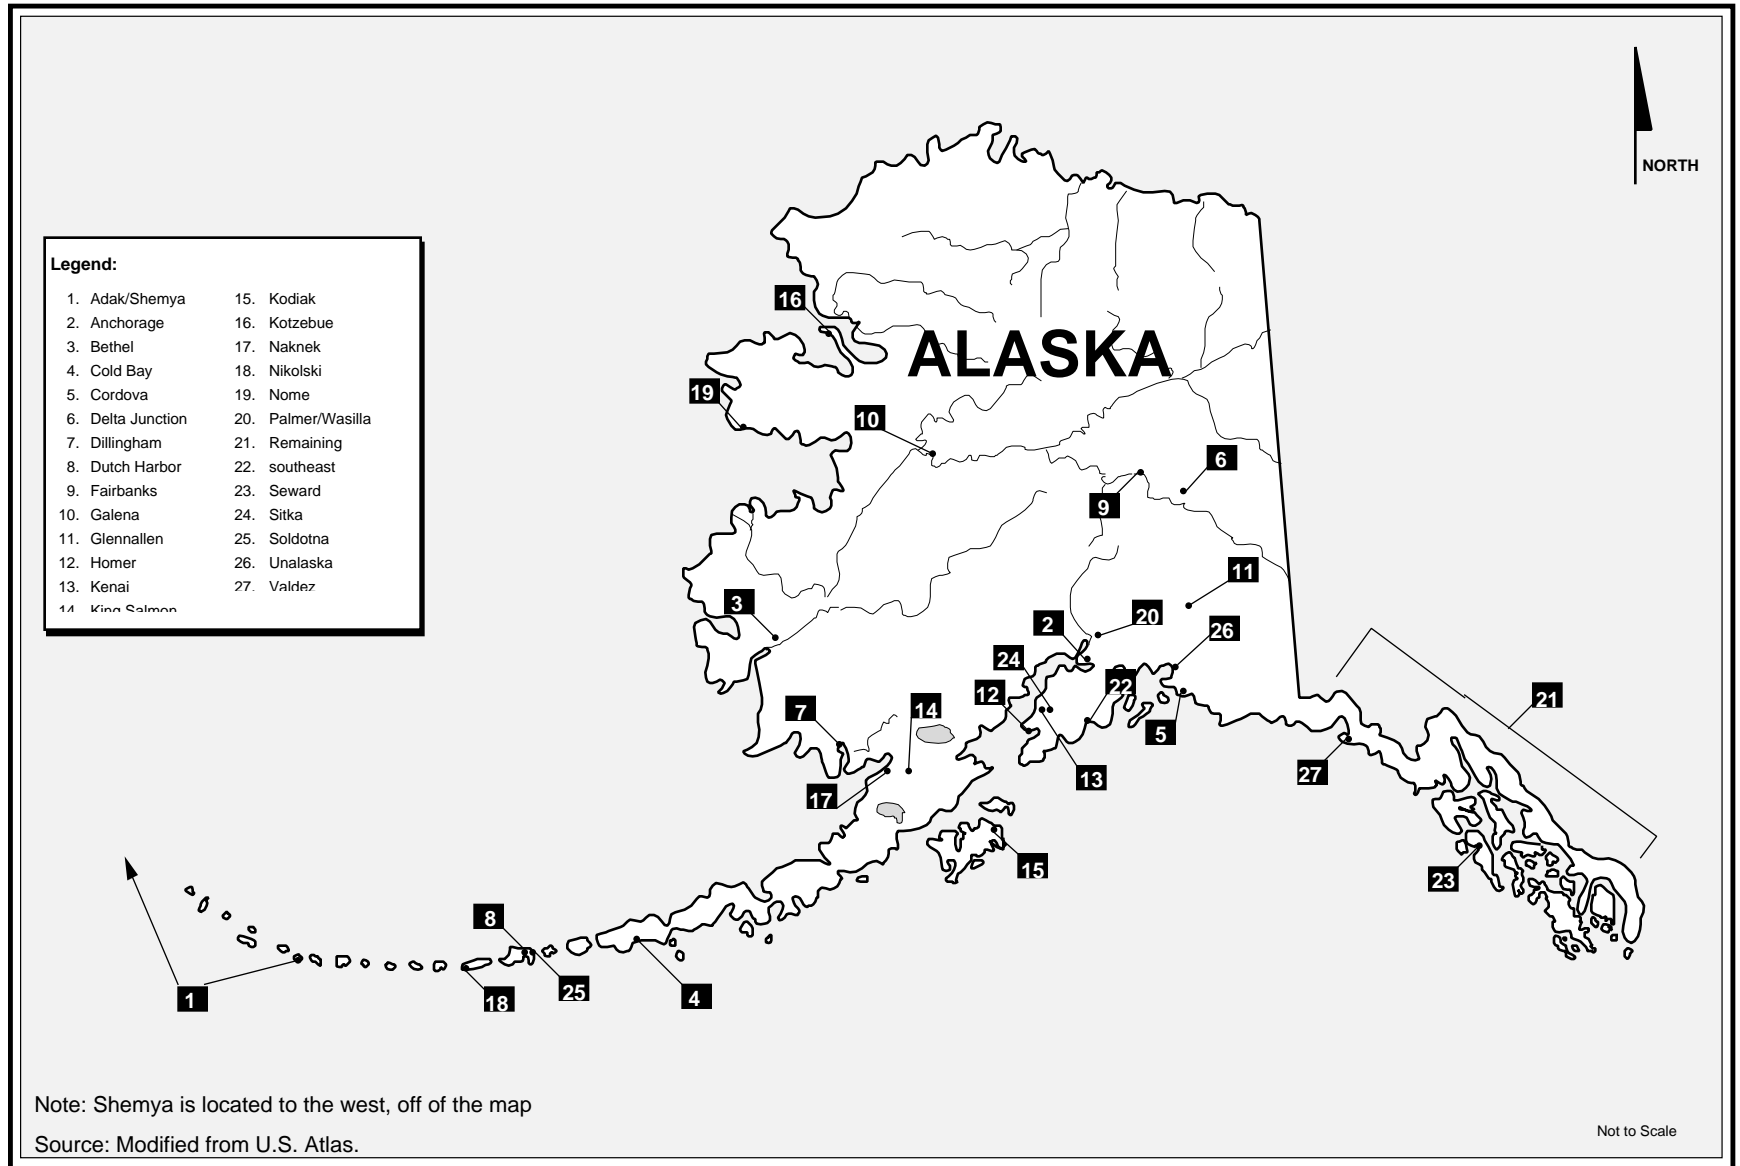 NORTH
Legend:
1. Adak/Shemya
2. Anchorage
3. Bethel
4. Cold Bay
5. Cordova
6. Delta Junction
7. Dillingham
8. Dutch Harbor
9. Fairbanks
10. Galena
11. Glennallen
12. Homer
13. Kenai
14. King Salmon
15. Kodiak
16. Kotzebue
17. Naknek
18. Nikolski
19. Nome
20. Palmer/Wasilla
21. Remaining
22. southeast
23. Seward
24. Sitka
25. Soldotna
26. Unalaska
27. Valdez
16
ALASKA
19
10
6
9
11
3
2
20
26
24
22
12
14
7
21
5
13
27
17
15
23
8
25
1
18
4
Note: Shemya is located to the west, off of the map
Source: Modified from U.S. Atlas.
Not to Scale